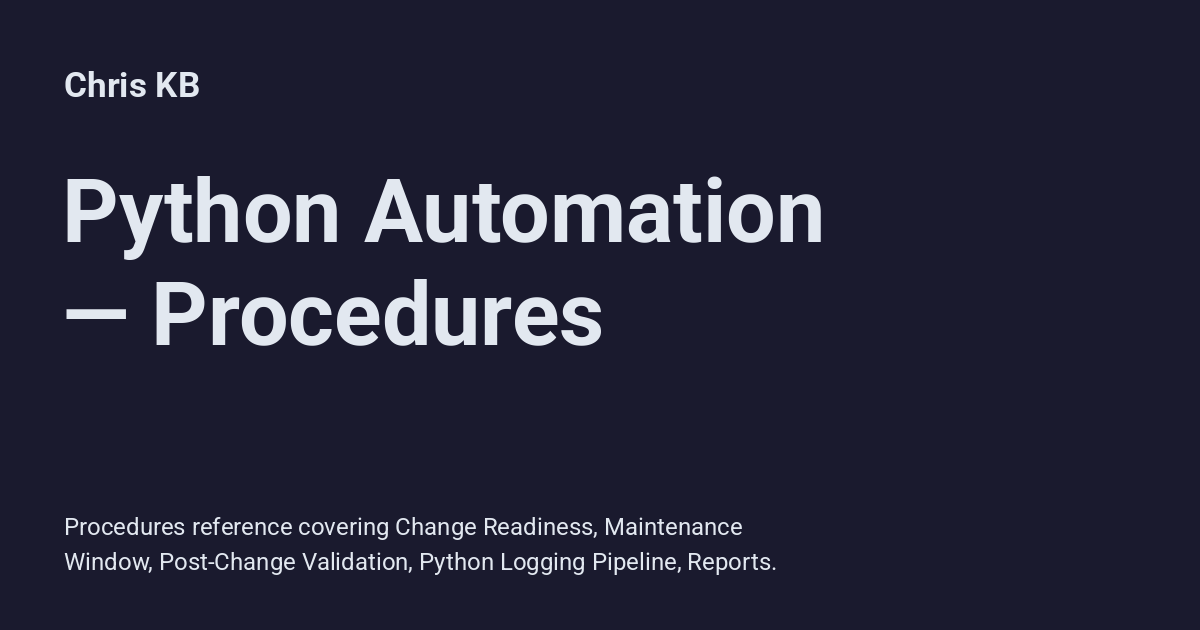 Chris KB
Python Automation
— Procedures
Procedures reference covering Change Readiness, Maintenance
Window, Post-Change Validation, Python Logging Pipeline, Reports.